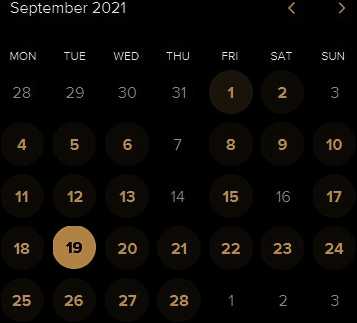 September 2021
MON TUE WED THU FRI SAT SUN
28 29 30 31 1 2 3
4 5 6 7 8 9 10
11 12 13 14 15 16 17
18 19 20 21 22 23 24
25 26 27 28 1 2 3